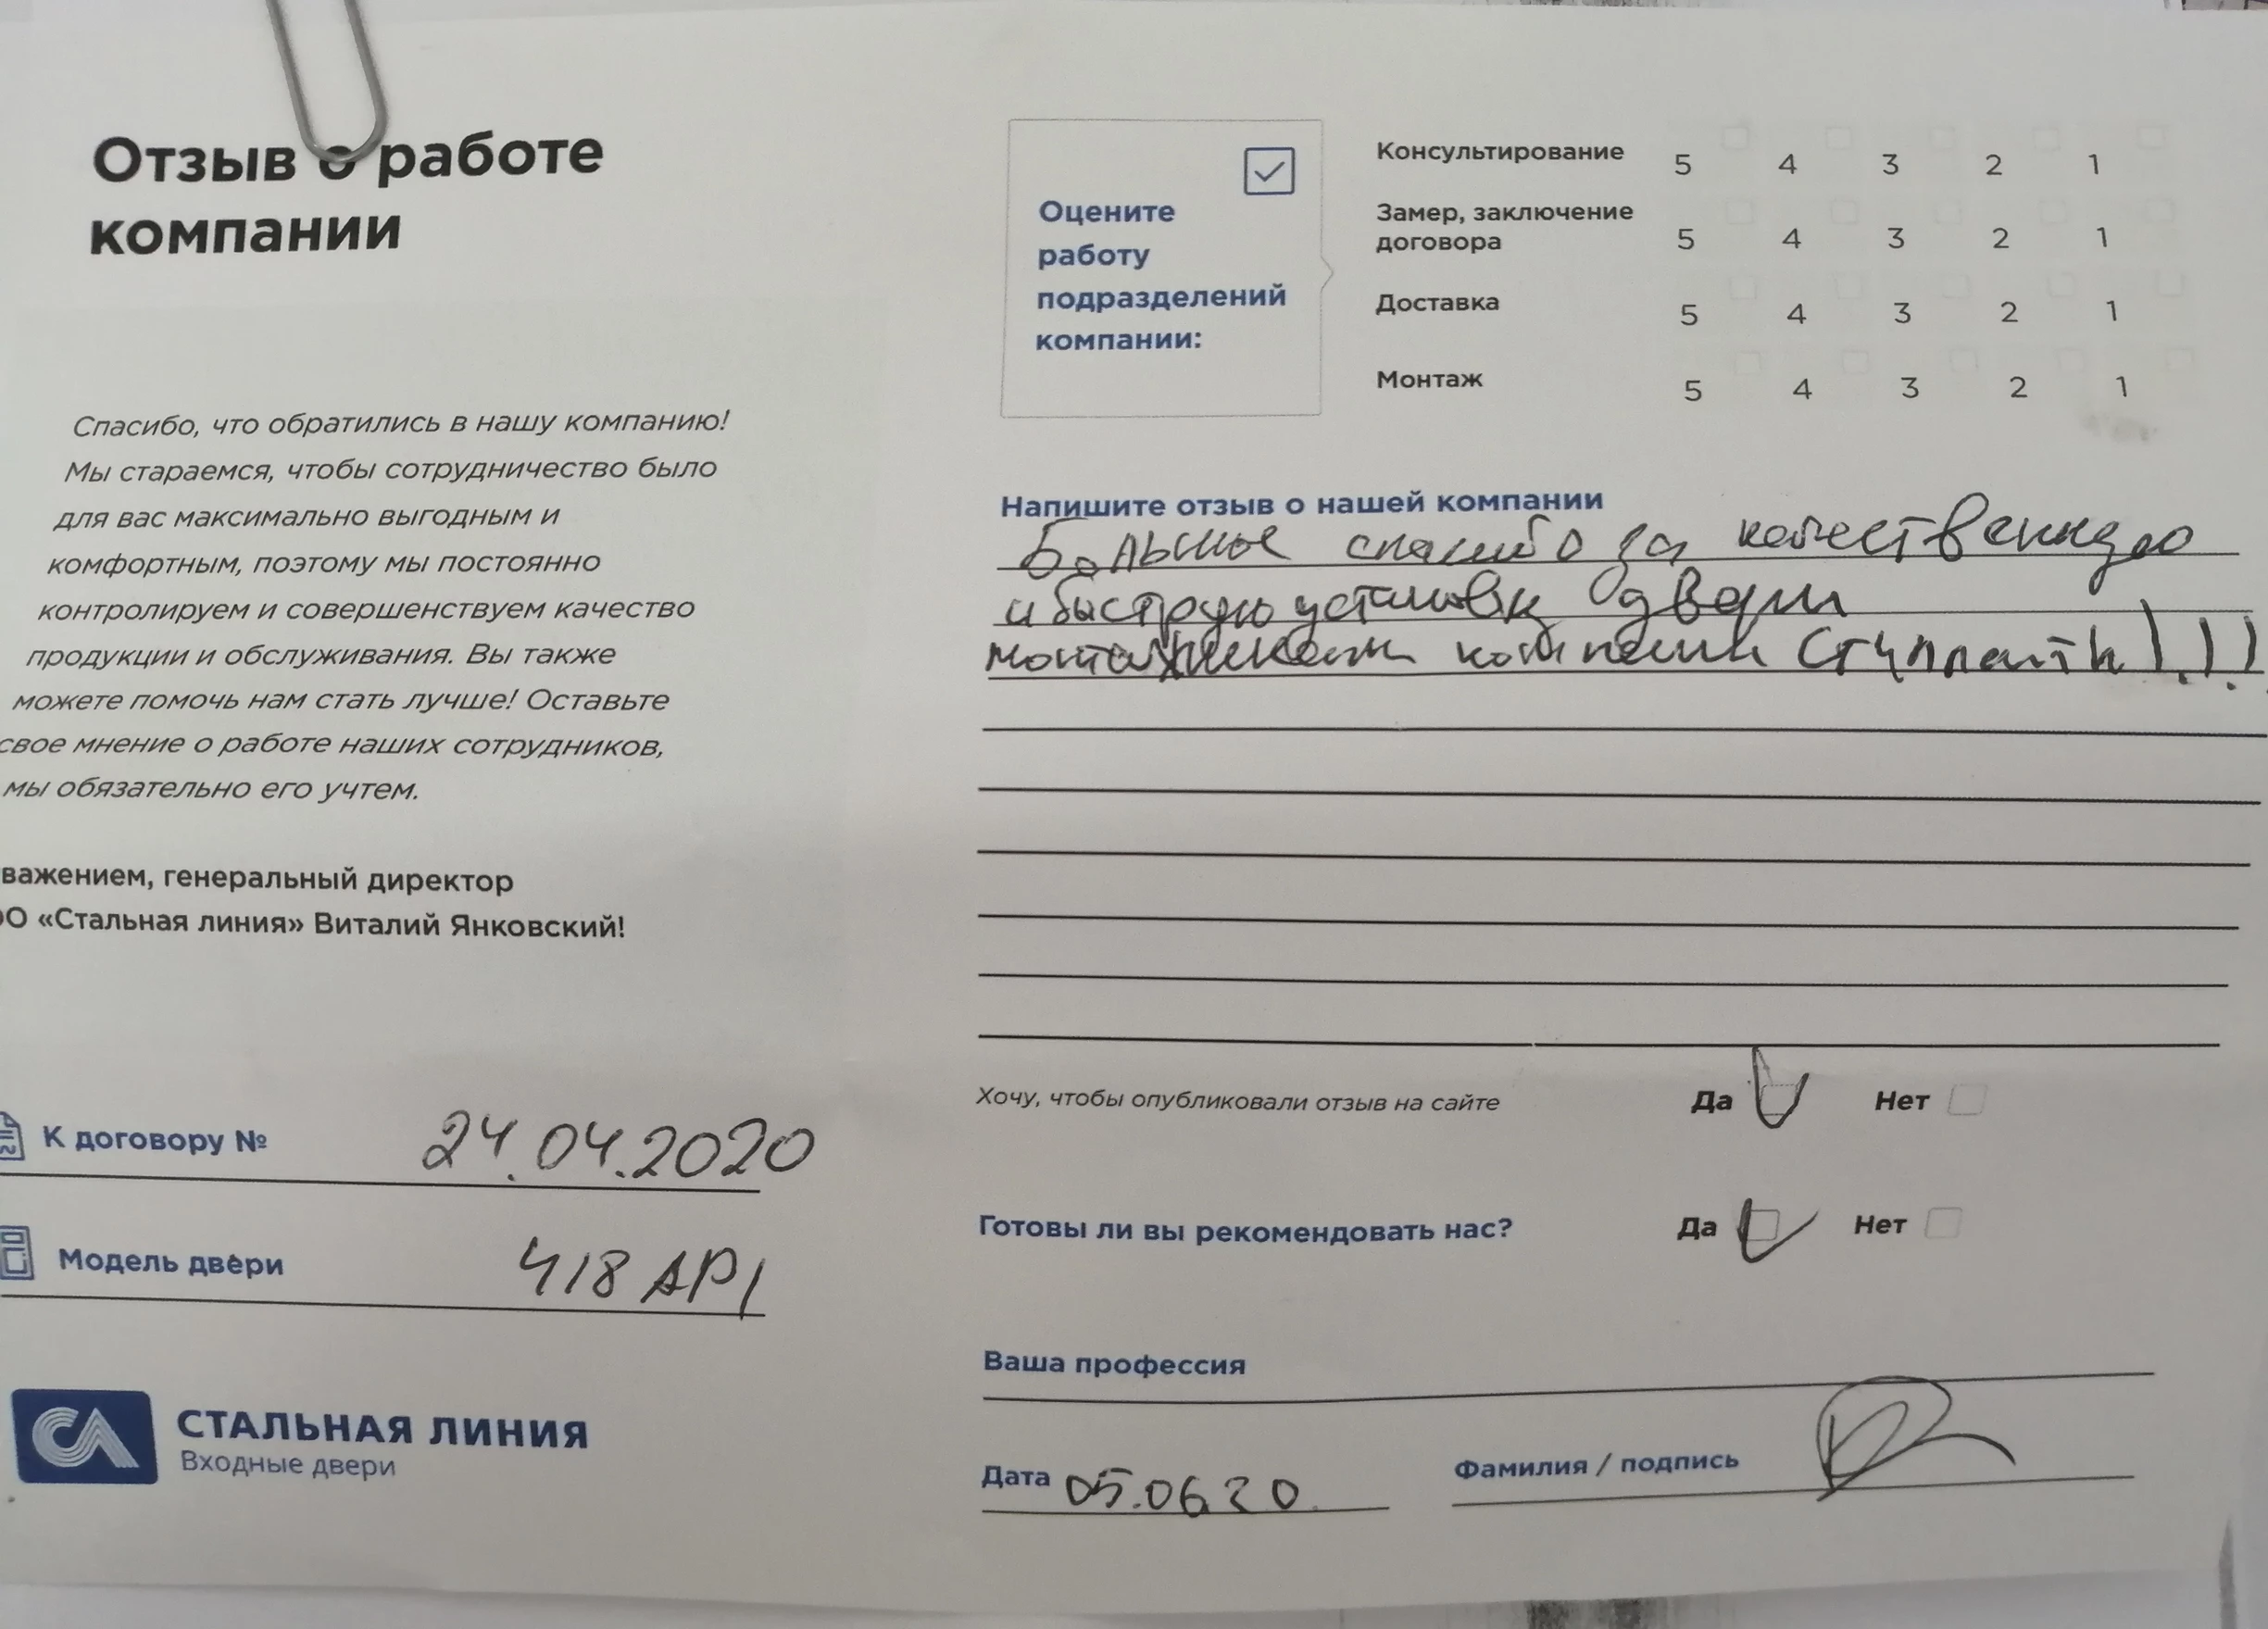 Отзыв о работе
компании
Спасибо, что обратились в нашу компанию!
Мы стараемся, чтобы сотрудничество было
для вас максимально выгодным и
комфортным, поэтому мы постоянно
контролируем и совершенствуем качество
продукции и обслуживания. Вы также
можете помочь нам стать лучше! Оставьте
свое мнение о работе наших сотрудников,
мы обязательно его учтем.
важением, генеральный директор
ОО «Стальная линия» Виталий Янковский!
К договору № 24.04.2020
Модель двери 418 АР1
СТАЛЬНАЯ ЛИНИЯ
Входные двери
Оцените
работу
подразделений
компании:
Консультирование 5 4 3 2 1
Замер, заключение
договора 5 4 3 2 1
Доставка 5 4 3 2 1
Монтаж 5 4 3 2 1
Напишите отзыв о нашей компании
Большое спасибо за качественную
и быструю установку двери
компании !!!
Хочу, чтобы опубликовали отзыв на сайте Да Нет
Готовы ли вы рекомендовать нас? Да Нет
Ваша профессия
Дата 05.06.20.
Фамилия / подпись